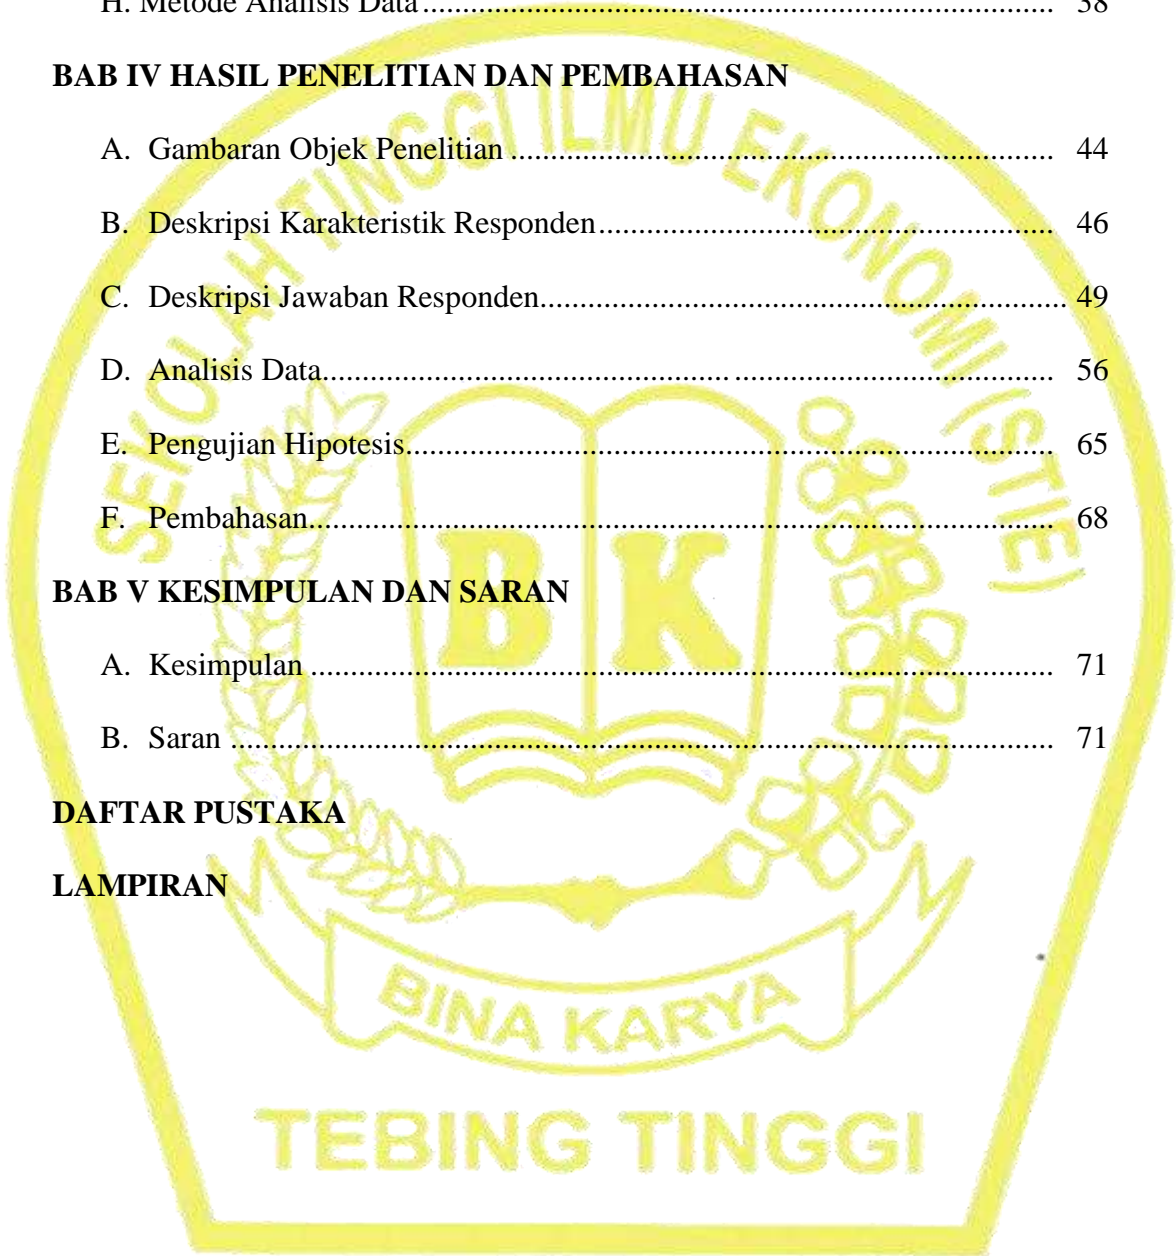 H. Metode Analisis Data ........................................ 38
BAB IV HASIL PENELITIAN DAN PEMBAHASAN
A. Gambaran Objek Penelitian ........................................ 44
B. Deskripsi Karakteristik Responden ........................................ 46
C. Deskripsi Jawaban Responden ........................................ 49
D. Analisis Data ........................................ 56
E. Pengujian Hipotesis ........................................ 65
F. Pembahasan ........................................ 68
BAB V KESIMPULAN DAN SARAN
A. Kesimpulan ........................................ 71
B. Saran ........................................ 71
DAFTAR PUSTAKA
LAMPIRAN
SEKOLAH TINGGI ILMU EKONOMI (STIE)
B K
BINA KARYA
TEBING TINGGI